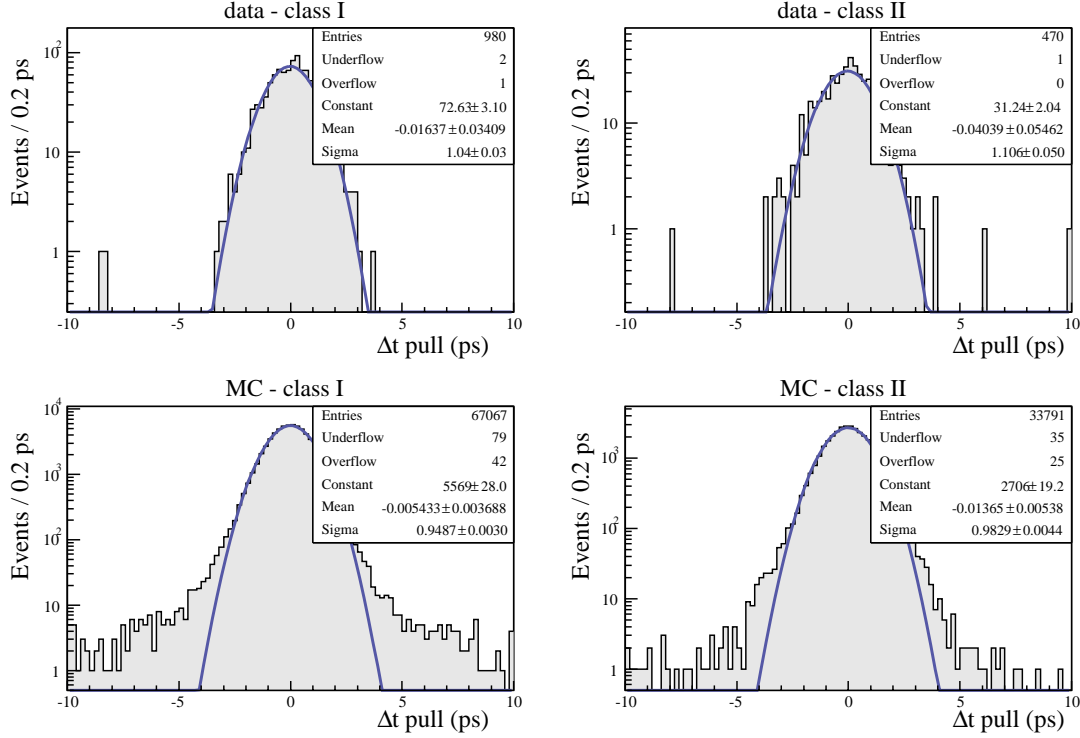 data - class I
Events / 0.2 ps
10²
10
1
Entries 980
Underflow 2
Overflow 1
Constant 72.63±3.10
Mean -0.01637±0.03409
Sigma 1.04±0.03
-10 -5 0 5 10
Δt pull (ps)
data - class II
Events / 0.2 ps
10
1
Entries 470
Underflow 1
Overflow 0
Constant 31.24±2.04
Mean -0.04039±0.05462
Sigma 1.106±0.050
-10 -5 0 5 10
Δt pull (ps)
MC - class I
Events / 0.2 ps
10⁴
10³
10²
10
1
Entries 67067
Underflow 79
Overflow 42
Constant 5569±28.0
Mean -0.005433±0.003688
Sigma 0.9487±0.0030
-10 -5 0 5 10
Δt pull (ps)
MC - class II
Events / 0.2 ps
10³
10²
10
1
Entries 33791
Underflow 35
Overflow 25
Constant 2706±19.2
Mean -0.01365±0.00538
Sigma 0.9829±0.0044
-10 -5 0 5 10
Δt pull (ps)